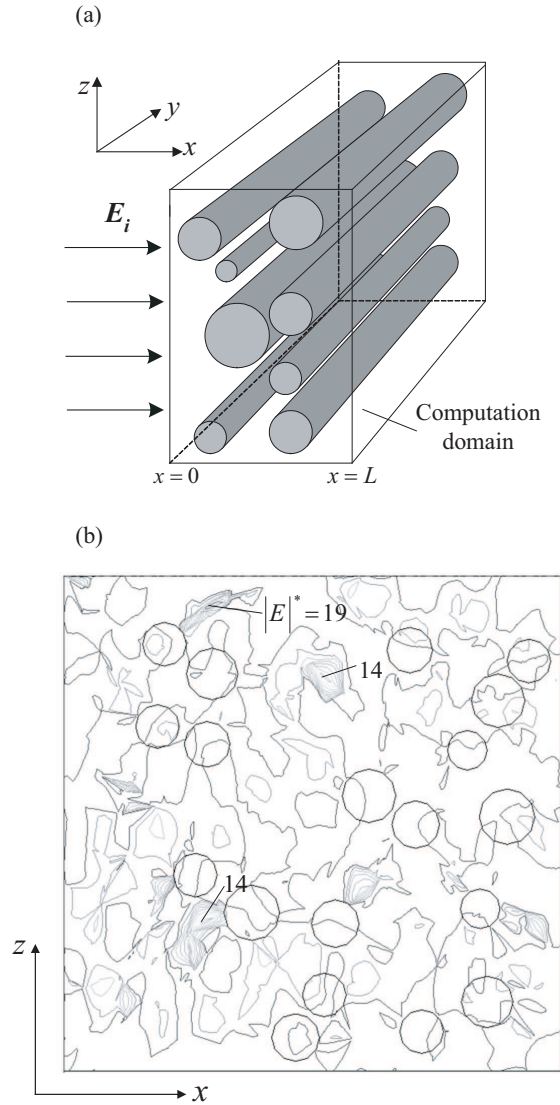 (a)
z
y
x
E_i
Computation
domain
x = 0
x = L
(b)
|E|* = 19
14
14
z
x